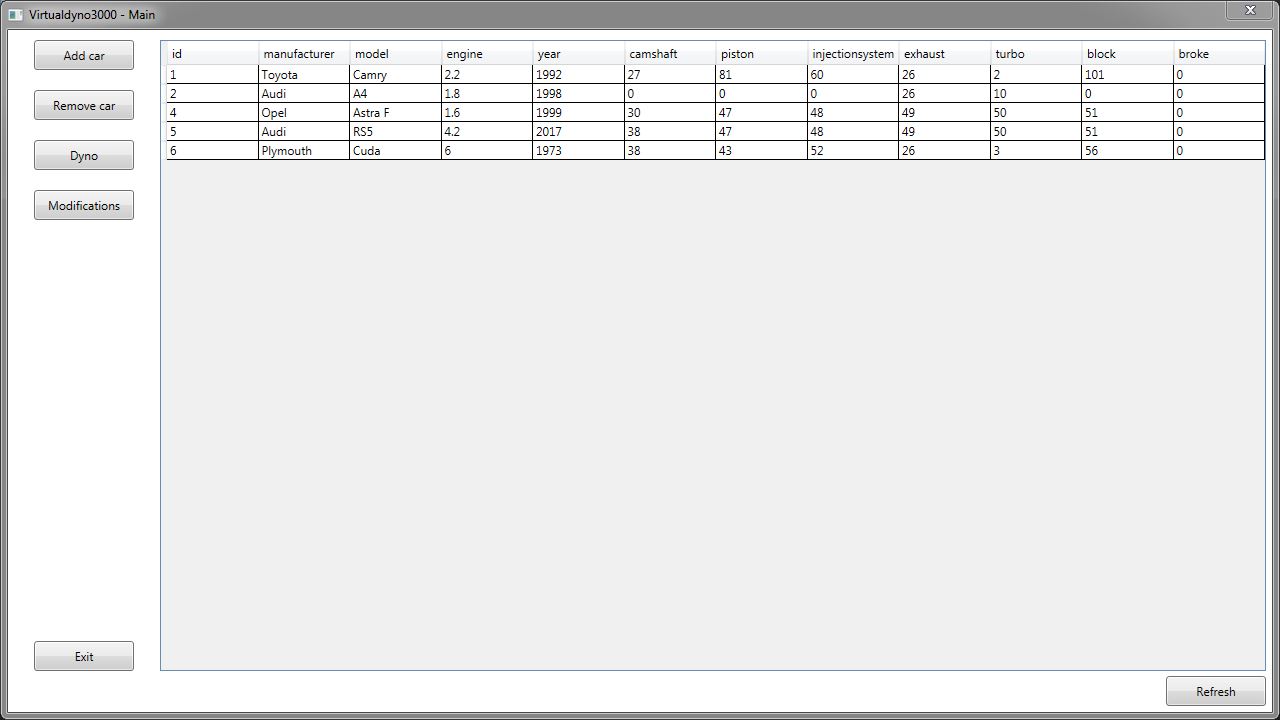 Virtualdyno3000 - Main
Add car
Remove car
Dyno
Modifications
Exit
id manufacturer model engine year camshaft piston injectionsystem exhaust turbo block broke
1 Toyota Camry 2.2 1992 27 81 60 26 2 101 0
2 Audi A4 1.8 1998 0 0 0 26 10 0 0
4 Opel Astra F 1.6 1999 30 47 48 49 50 51 0
5 Audi RS5 4.2 2017 38 47 48 49 50 51 0
6 Plymouth Cuda 6 1973 38 43 52 26 3 56 0
Refresh